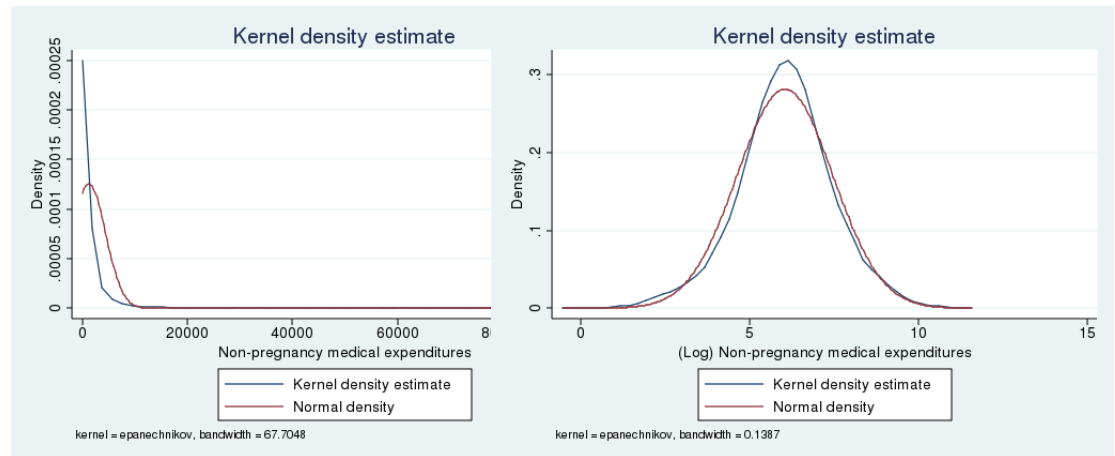 Kernel density estimate
Density
.00025
.0002
.00015
.0001
.00005
0
0 20000 40000 60000 80
Non-pregnancy medical expenditures
Kernel density estimate
Normal density
kernel = epanechnikov, bandwidth = 67.7048
Kernel density estimate
Density
.3
.2
.1
0
0 5 10 15
(Log) Non-pregnancy medical expenditures
Kernel density estimate
Normal density
kernel = epanechnikov, bandwidth = 0.1387